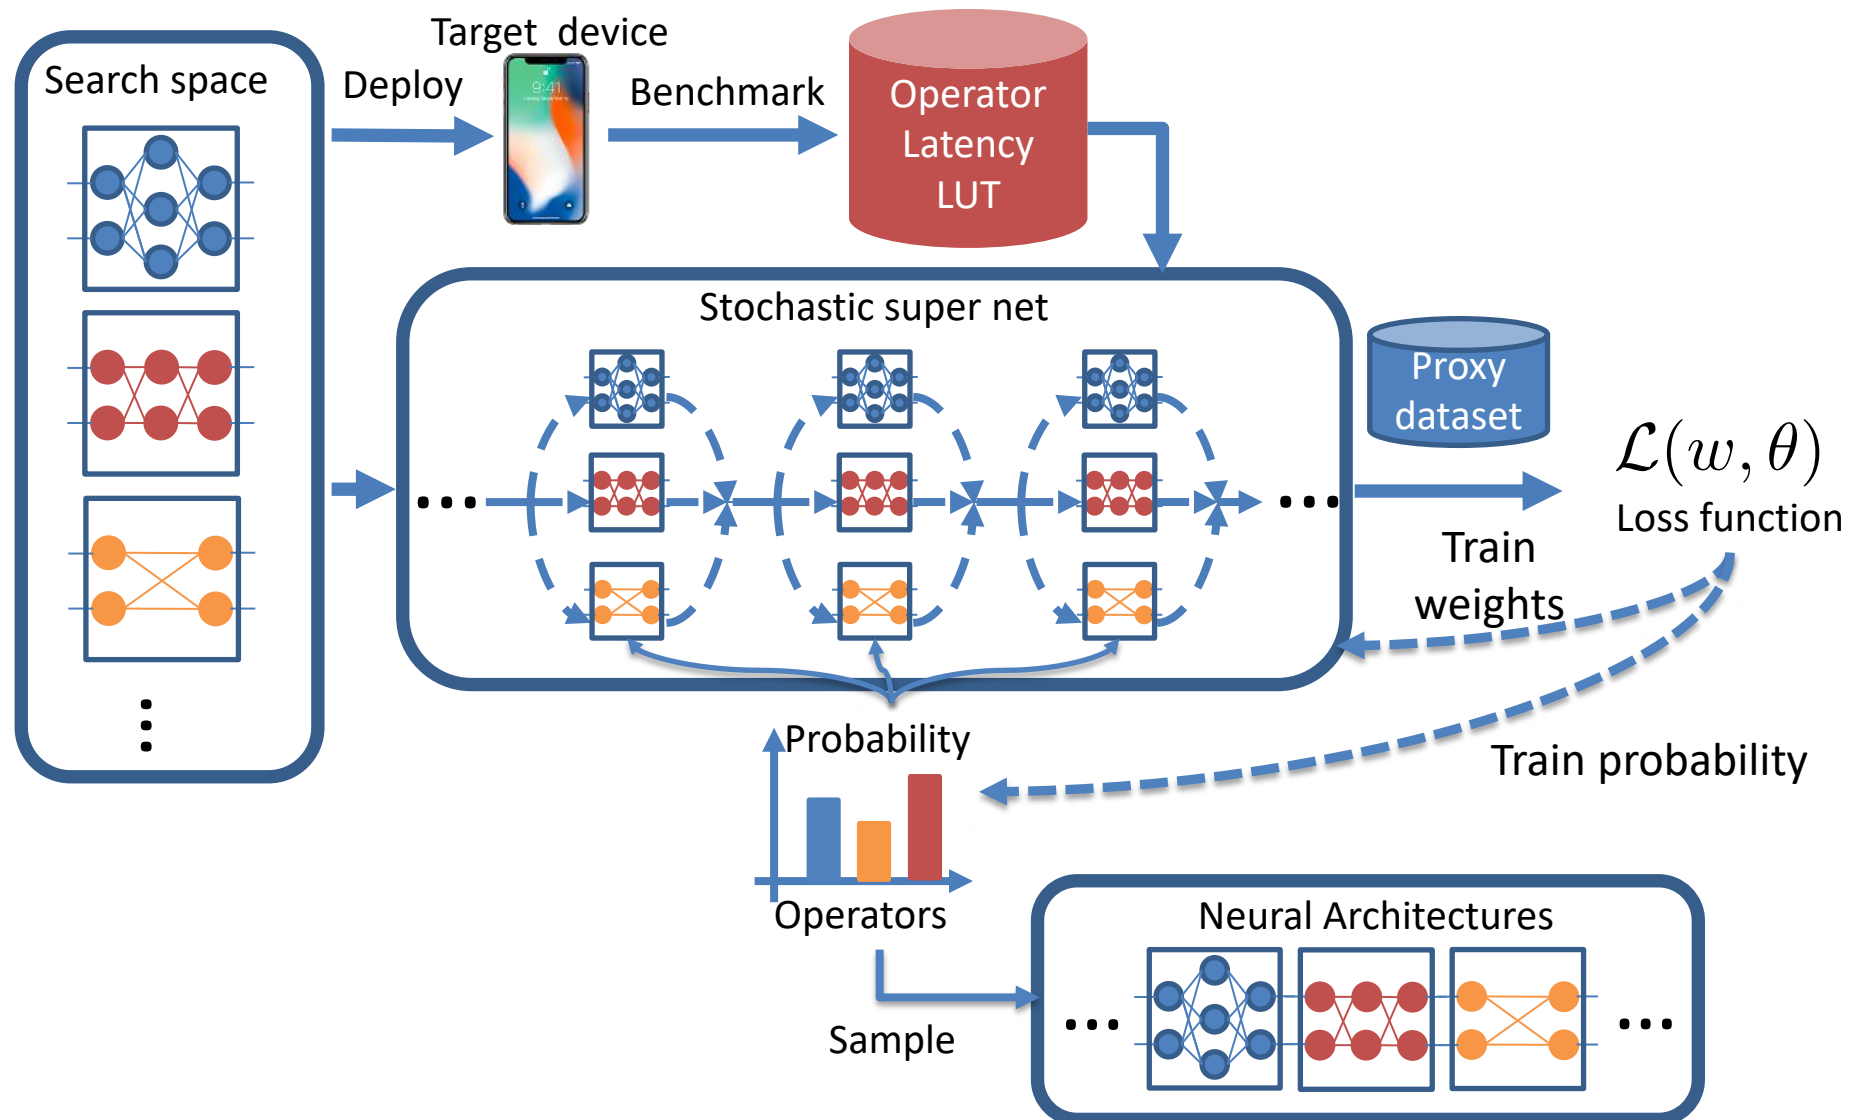 Search space
Deploy
Target device
9:41
Benchmark
Operator
Latency
LUT
Stochastic super net
...
...
Proxy
dataset
ℒ(w, θ)
Loss function
Train
weights
Train probability
Probability
Operators
Sample
Neural Architectures
...
...